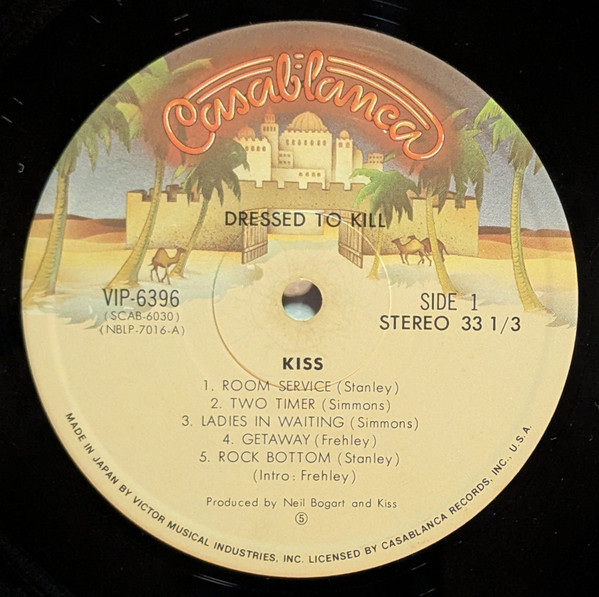 Casablanca
DRESSED TO KILL
VIP-6396
(SCAB-6030)
(NBLP-7016-A)
SIDE 1
STEREO 33 1/3
KISS
1. ROOM SERVICE (Stanley)
2. TWO TIMER (Simmons)
3. LADIES IN WAITING (Simmons)
4. GETAWAY (Frehley)
5. ROCK BOTTOM (Stanley)
(Intro: Frehley)
Produced by Neil Bogart and Kiss
Ⓢ
MADE IN JAPAN BY VICTOR MUSICAL INDUSTRIES, INC. LICENSED BY CASABLANCA RECORDS, INC., U.S.A.